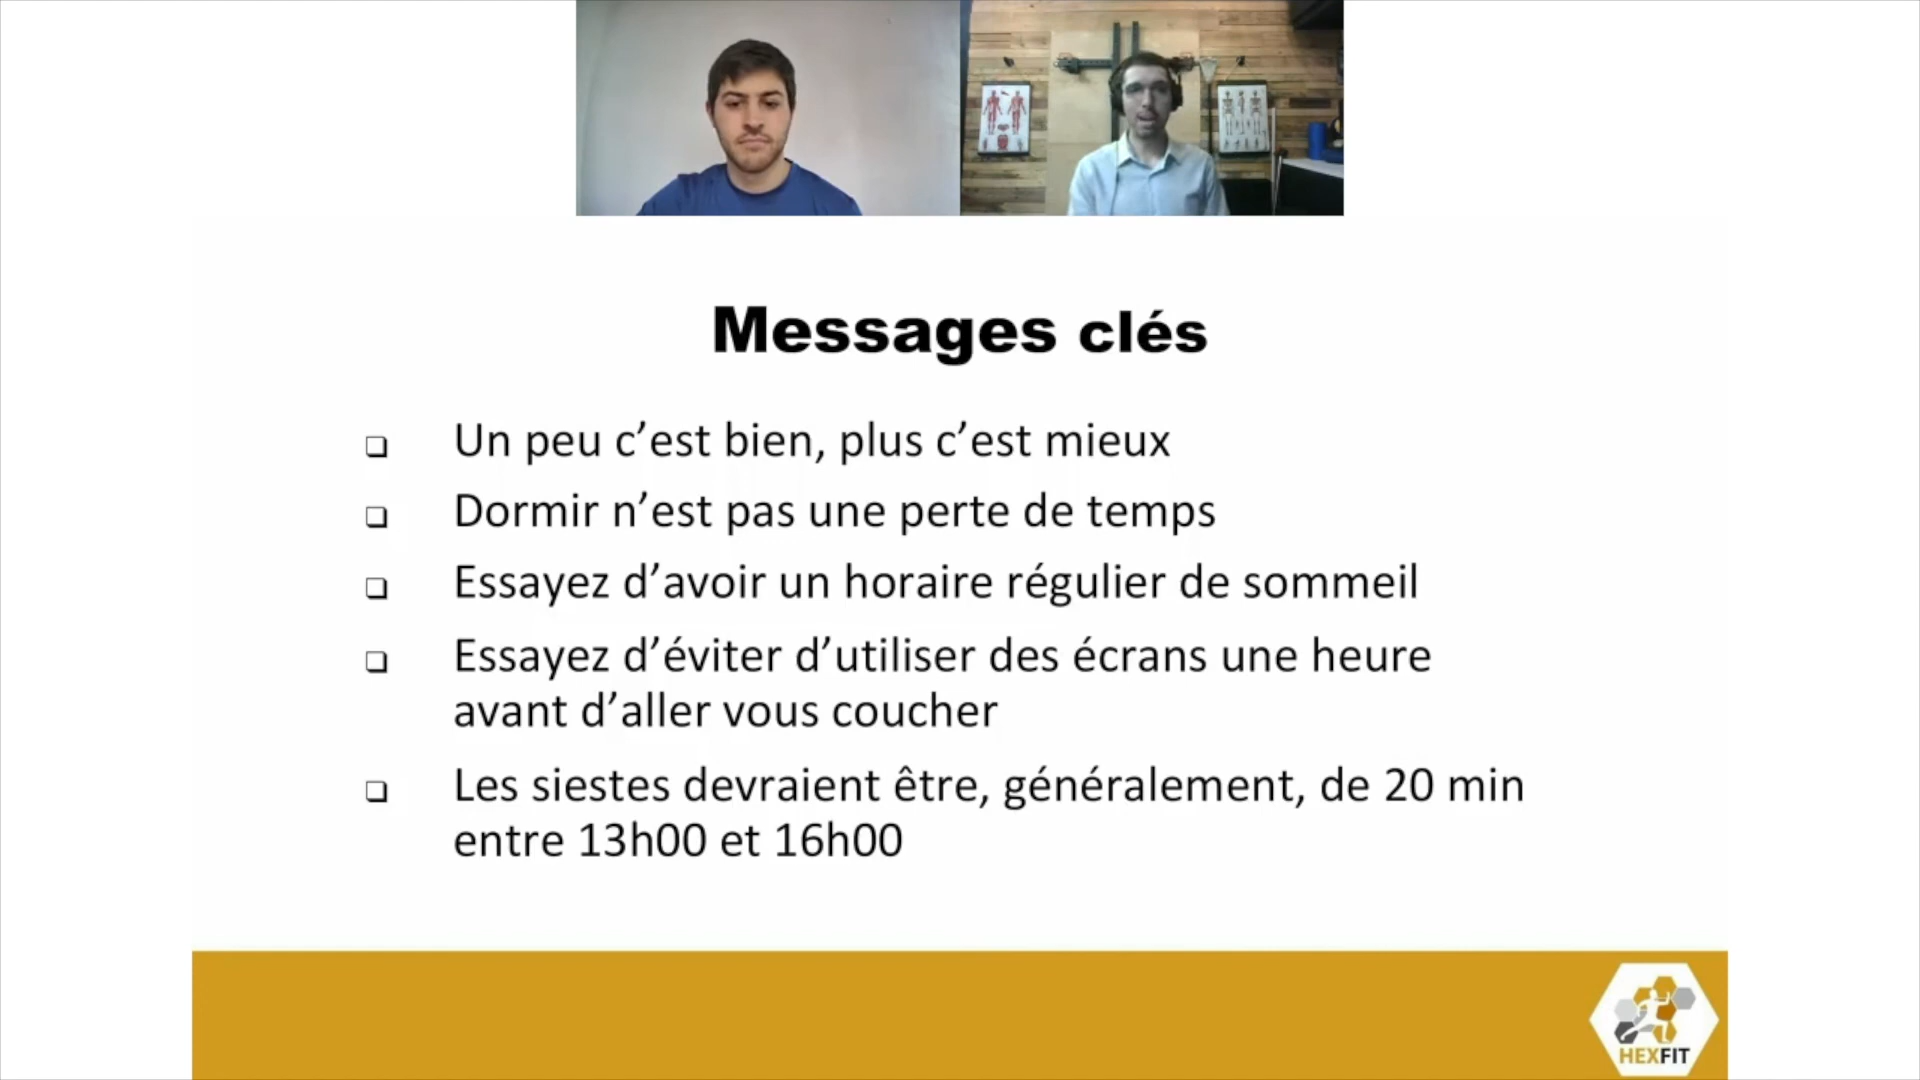 Messages clés
Un peu c’est bien, plus c’est mieux
Dormir n’est pas une perte de temps
Essayez d’avoir un horaire régulier de sommeil
Essayez d’éviter d’utiliser des écrans une heure
avant d’aller vous coucher
Les siestes devraient être, généralement, de 20 min
entre 13h00 et 16h00
HEXFIT